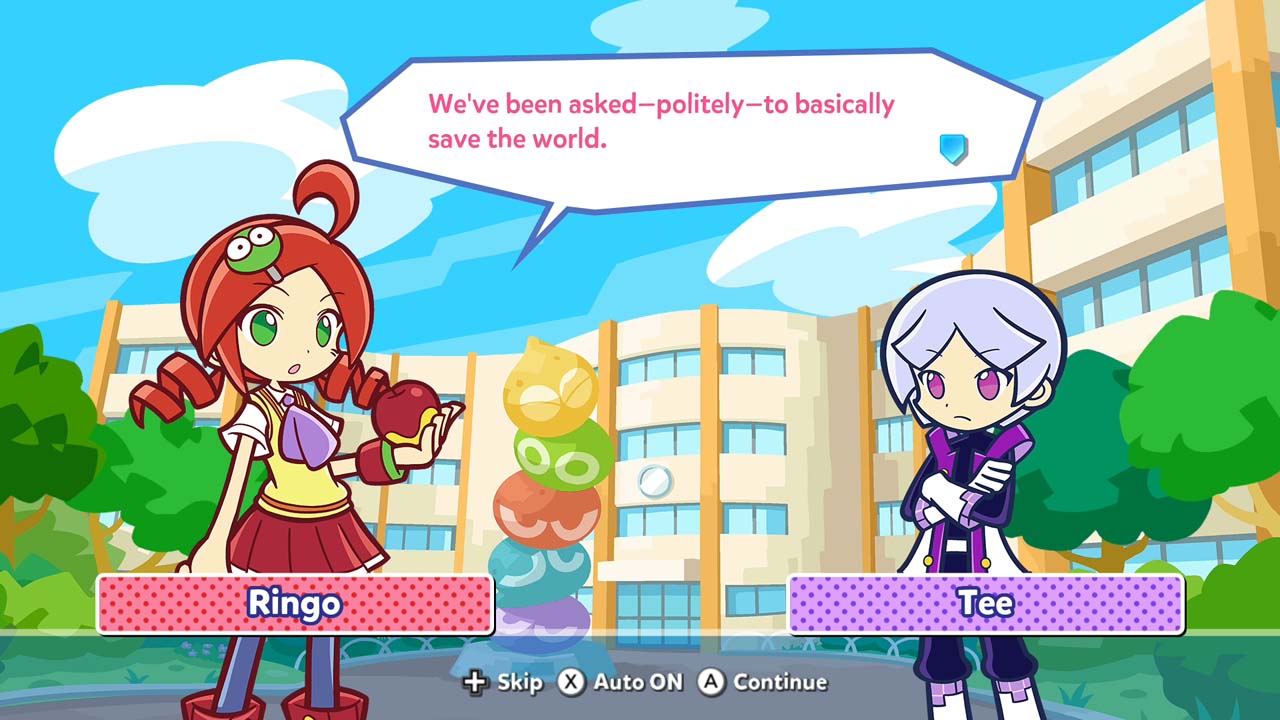 We've been asked—politely—to basically
save the world.
Ringo
Tee
+ Skip X Auto ON A Continue